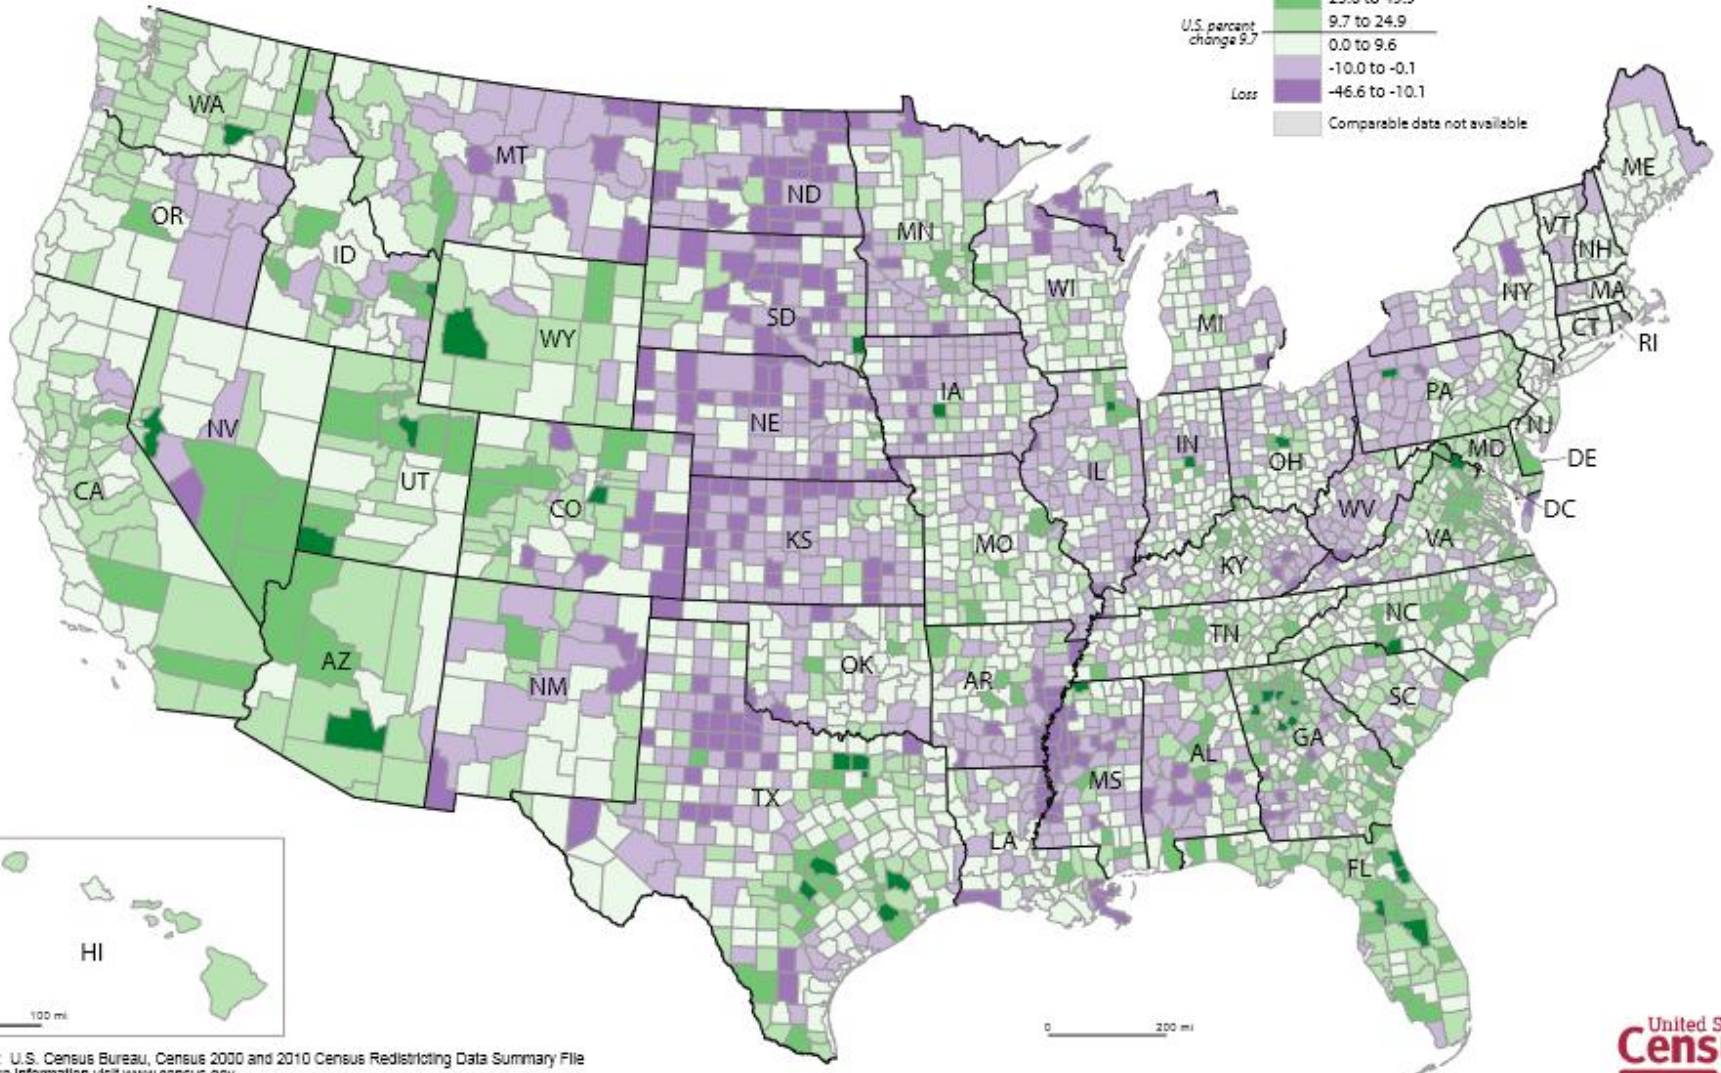 U.S. percent
change 9.7
9.7 to 24.9
0.0 to 9.6
-10.0 to -0.1
Loss
-46.6 to -10.1
Comparable data not available
WA
MT
ND
ME
OR
ID
MN
VT
NH
WI
NY
MA
SD
MI
CT
RI
WY
IA
PA
NV
NE
NJ
IN
OH
MD
DE
CA
UT
CO
IL
WV
DC
KS
MO
VA
KY
NC
TN
AZ
OK
NM
AR
SC
GA
AL
MS
TX
LA
FL
HI
100 mi
0 200 mi
U.S. Census Bureau, Census 2000 and 2010 Census Redistricting Data Summary File
information visit www.census.gov
United S
Cens